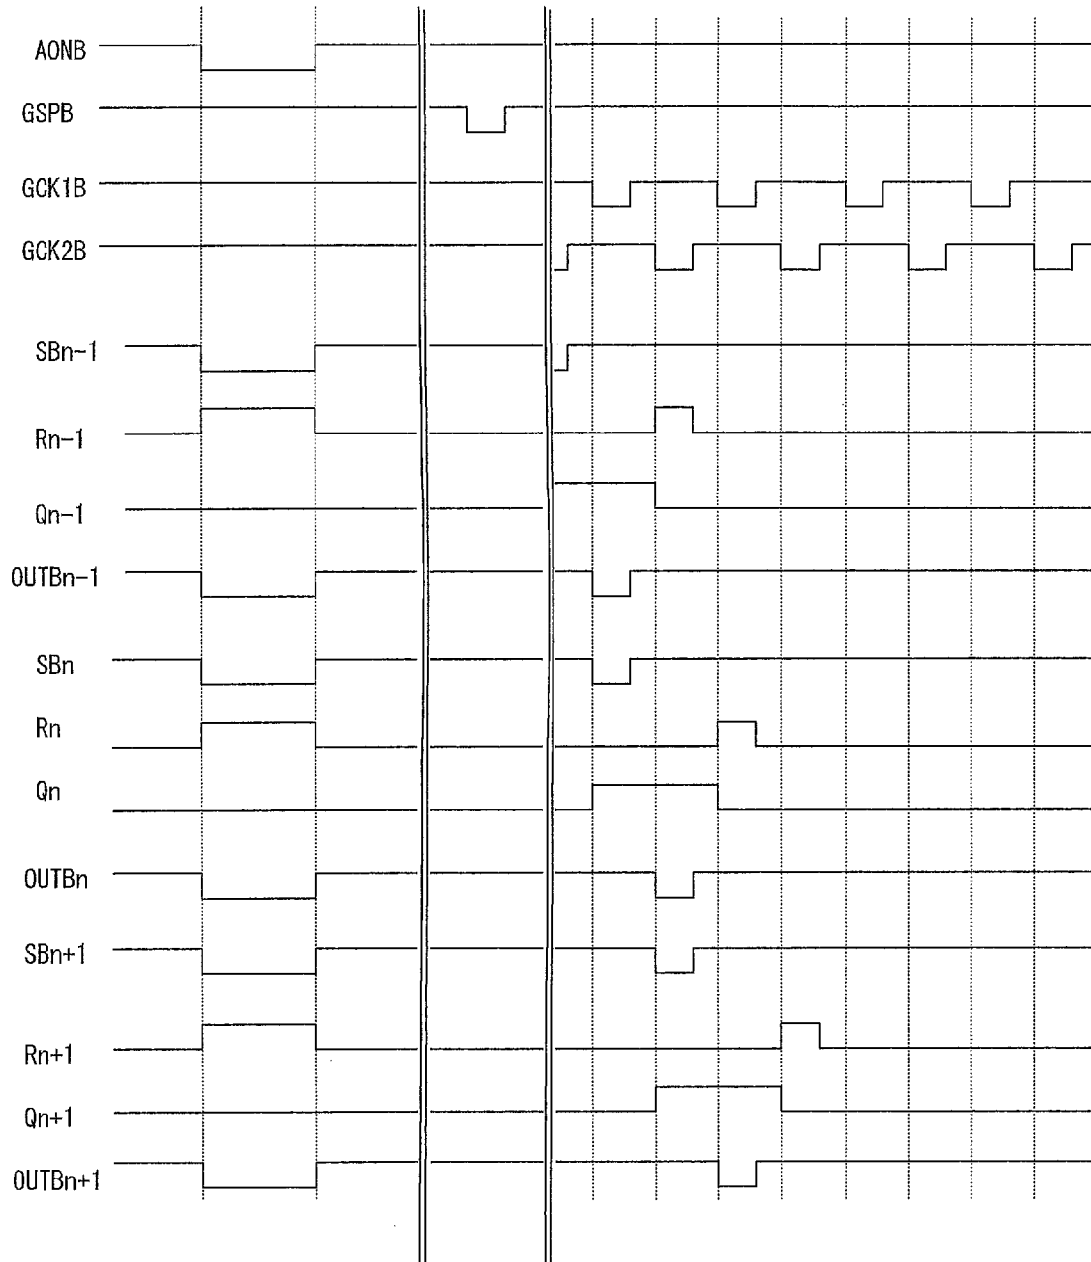 AONB
GSPB
GCK1B
GCK2B
SBn-1
Rn-1
Qn-1
OUTBn-1
SBn
Rn
Qn
OUTBn
SBn+1
Rn+1
Qn+1
OUTBn+1